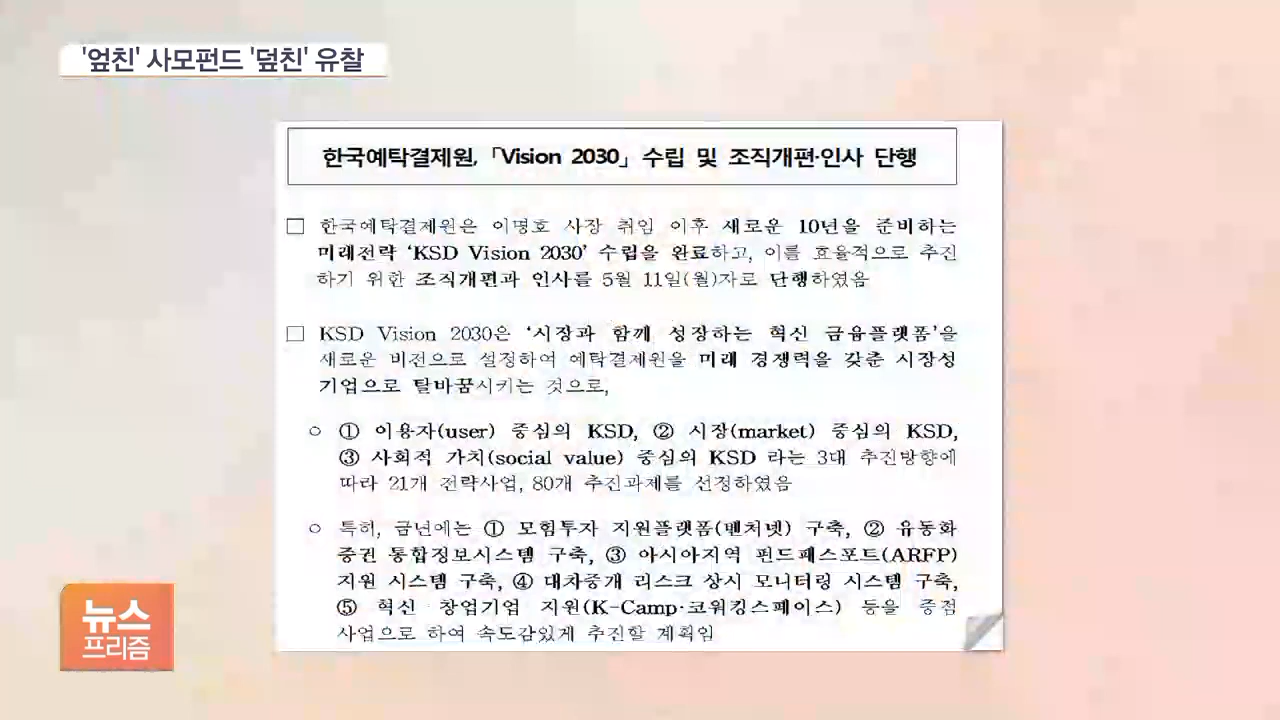 '엎친' 사모펀드 '덮친' 유찰
한국예탁결제원, 「Vision 2030」 수립 및 조직개편·인사 단행
□ 한국예탁결제원은 이명호 사장 취임 이후 새로운 10년을 준비하는
미래전략 ‘KSD Vision 2030’ 수립을 완료하고, 이를 효율적으로 추진
하기 위한 조직개편과 인사를 5월 11일(월)자로 단행하였음
□ KSD Vision 2030은 ‘시장과 함께 성장하는 혁신 금융플랫폼’을
새로운 비전으로 설정하여 예탁결제원을 미래 경쟁력을 갖춘 시장성
기업으로 탈바꿈시키는 것으로,
○ ① 이용자(user) 중심의 KSD, ② 시장(market) 중심의 KSD,
③ 사회적 가치(social value) 중심의 KSD 라는 3대 추진방향에
따라 21개 전략사업, 80개 추진과제를 선정하였음
○ 특히, 금년에는 ① 모험투자 지원플랫폼(벤처넷) 구축, ② 유동화
증권 통합정보시스템 구축, ③ 아시아지역 펀드패스포트(ARFP)
지원 시스템 구축, ④ 대차중개 리스크 상시 모니터링 시스템 구축,
⑤ 혁신 창업기업 지원(K-Camp·코워킹스페이스) 등을 중점
사업으로 하여 속도감있게 추진할 계획임
뉴스
프리즘